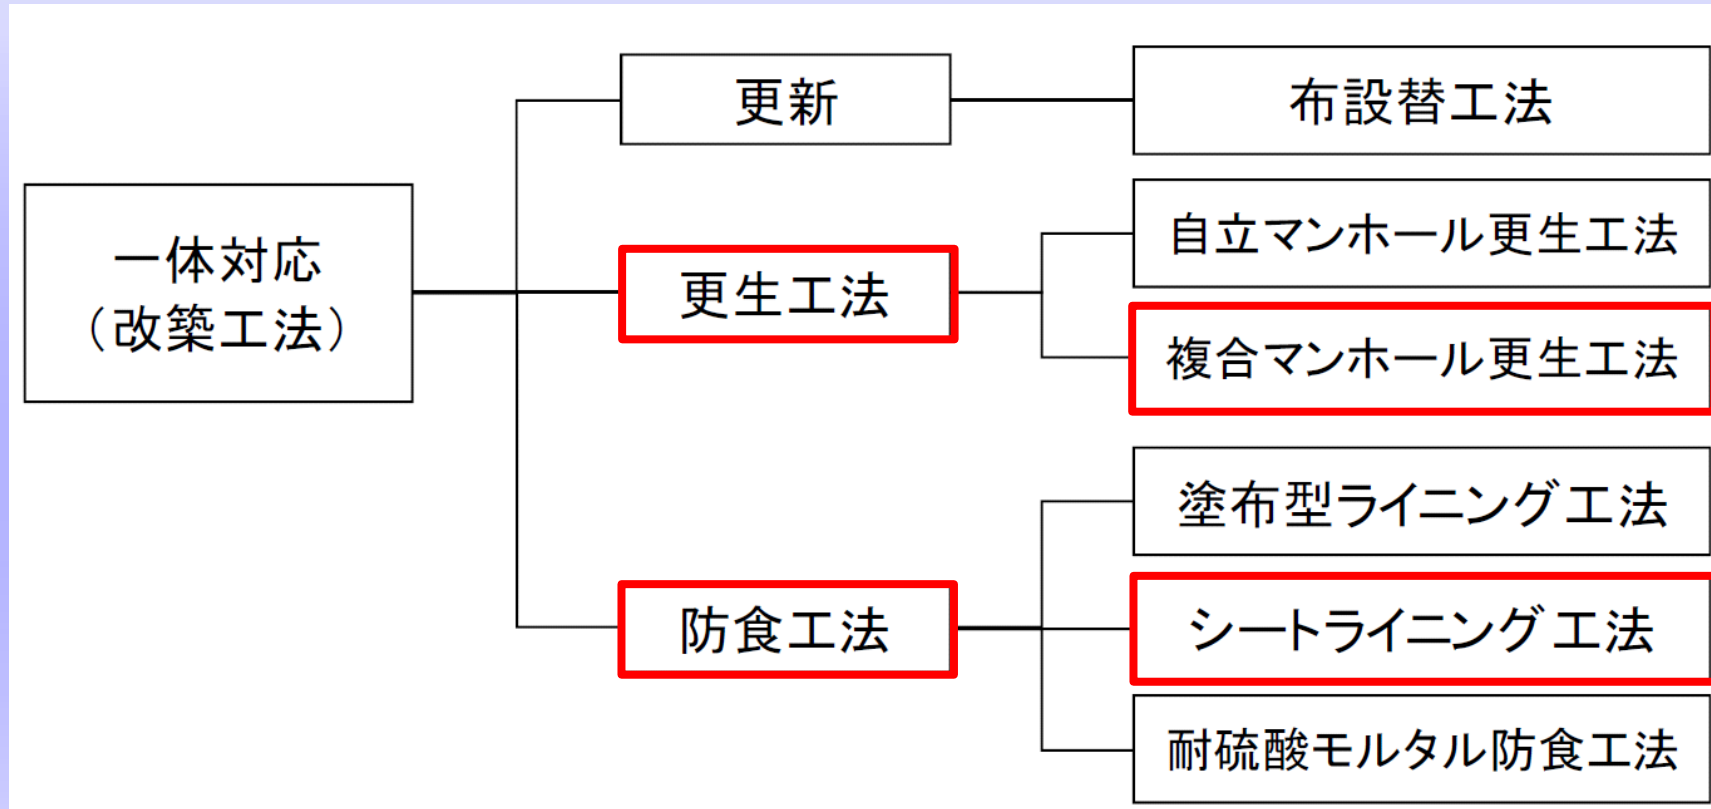 一体対応
（改築工法）
更新
布設替工法
更生工法
自立マンホール更生工法
複合マンホール更生工法
防食工法
塗布型ライニング工法
シートライニング工法
耐硫酸モルタル防食工法